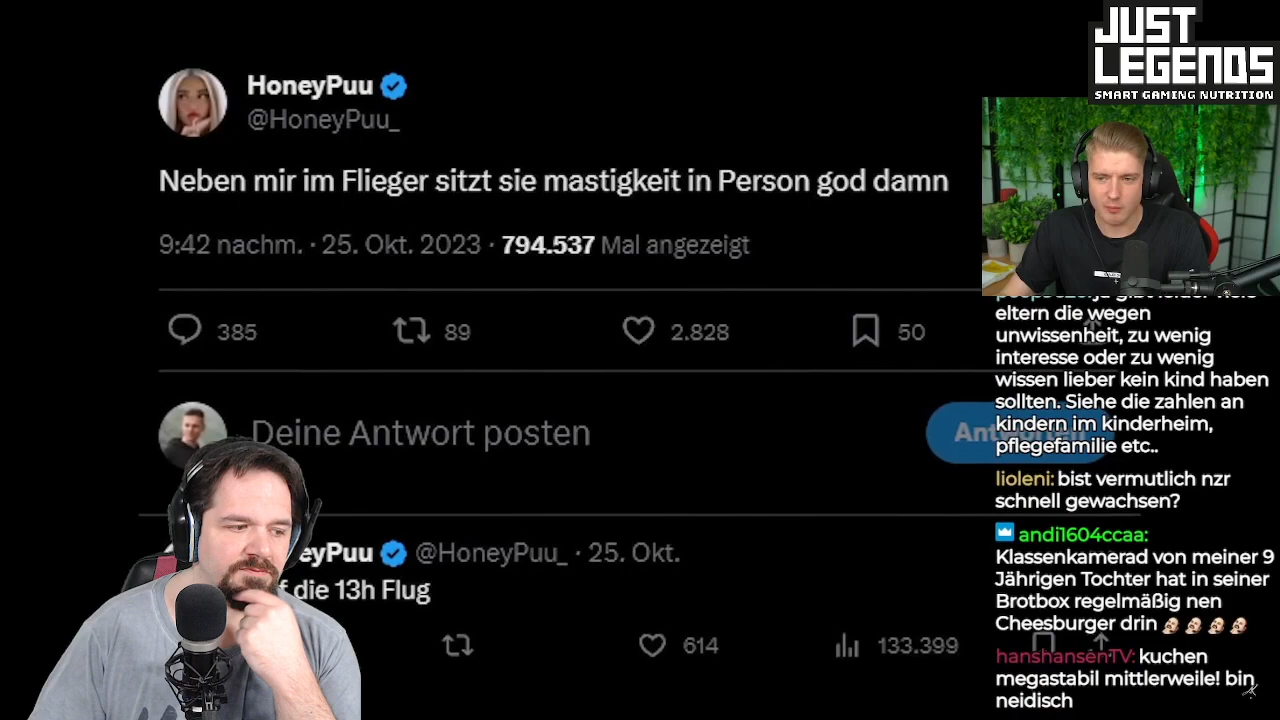 JUST
LEGENDS
SMART GAMING NUTRITION
HoneyPuu
@HoneyPuu_
Neben mir im Flieger sitzt sie mastigkeit in Person god damn
9:42 nachm. · 25. Okt. 2023 · 794.537 Mal angezeigt
385
89
2.828
50
Deine Antwort posten
Antworten
eyPuu @HoneyPuu_ · 25. Okt.
f die 13h Flug
614
133.399
eltern die wegen
unwissenheit, zu wenig
interesse oder zu wenig
wissen lieber kein kind haben
sollten. Siehe die zahlen an
kindern im kinderheim,
pflegefamilie etc..
lioleni: bist vermutlich nzr
schnell gewachsen?
andi1604ccaa:
Klassenkamerad von meiner 9
Jährigen Tochter hat in seiner
Brotbox regelmäßig nen
Cheesburger drin
hanshansenTV: kuchen
megastabil mittlerweile! bin
neidisch